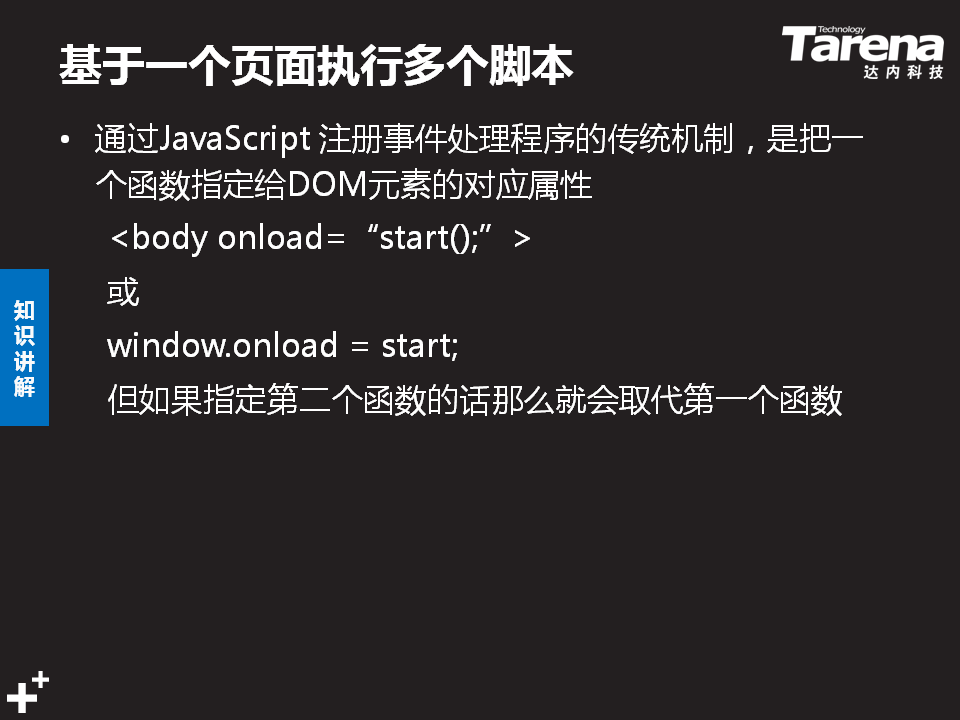 基于一个页面执行多个脚本
Technology
Tarena
达内科技
• 通过JavaScript 注册事件处理程序的传统机制，是把一
个函数指定给DOM元素的对应属性
<body onload=“start();”>
或
window.onload = start;
但如果指定第二个函数的话那么就会取代第一个函数
知识讲解